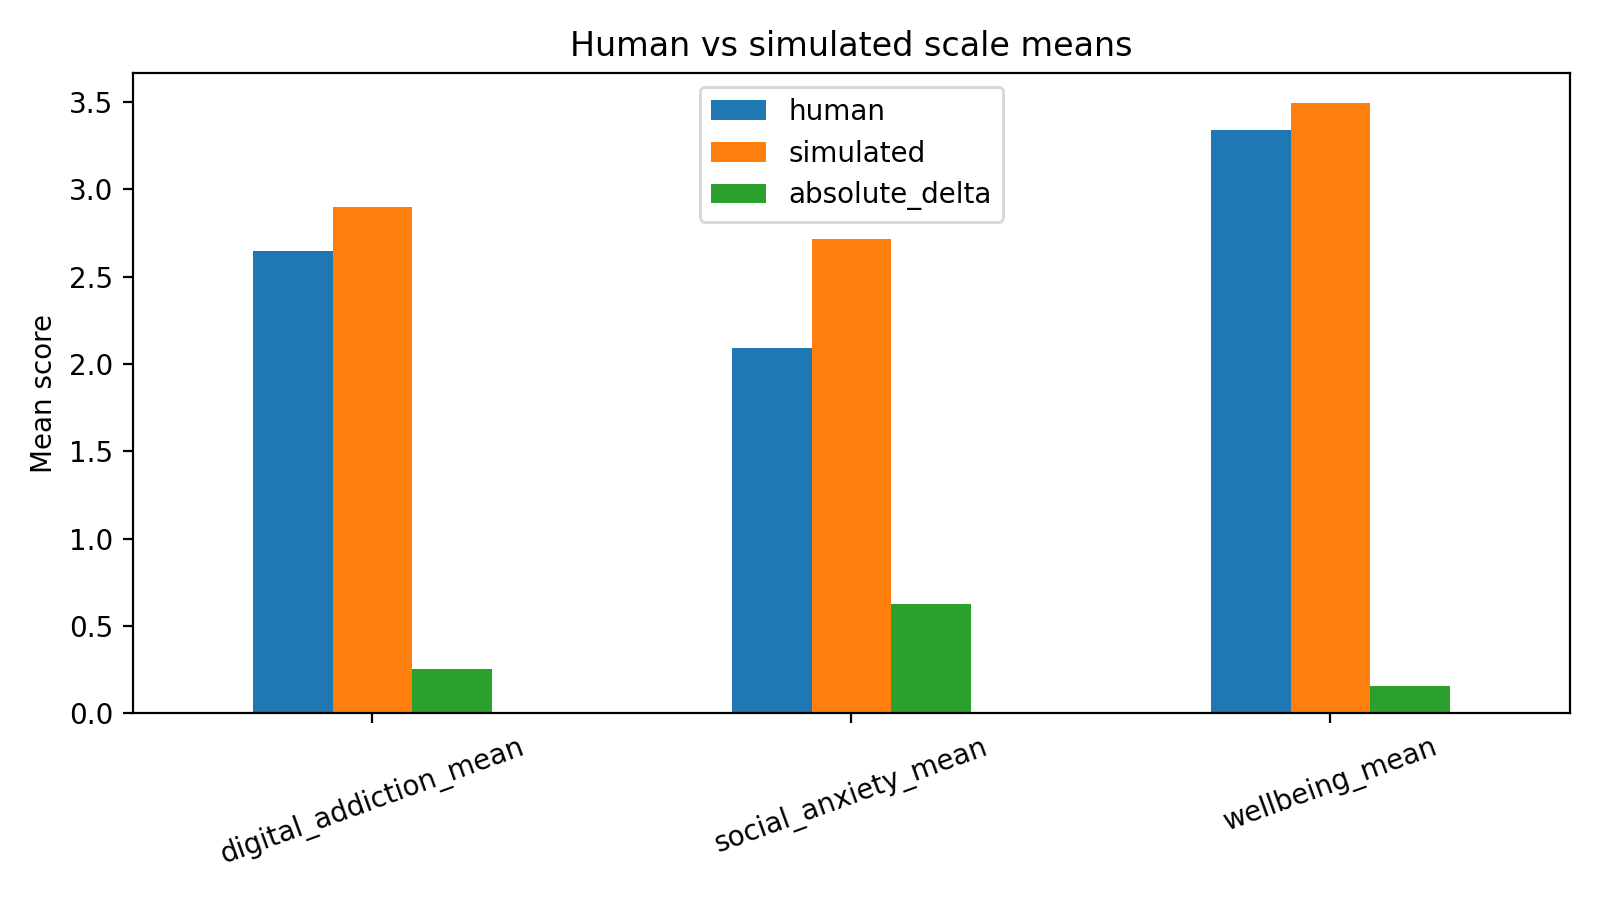 Human vs simulated scale means
human
simulated
absolute_delta
Mean score
3.5
3.0
2.5
2.0
1.5
1.0
0.5
0.0
digital_addiction_mean
social_anxiety_mean
wellbeing_mean